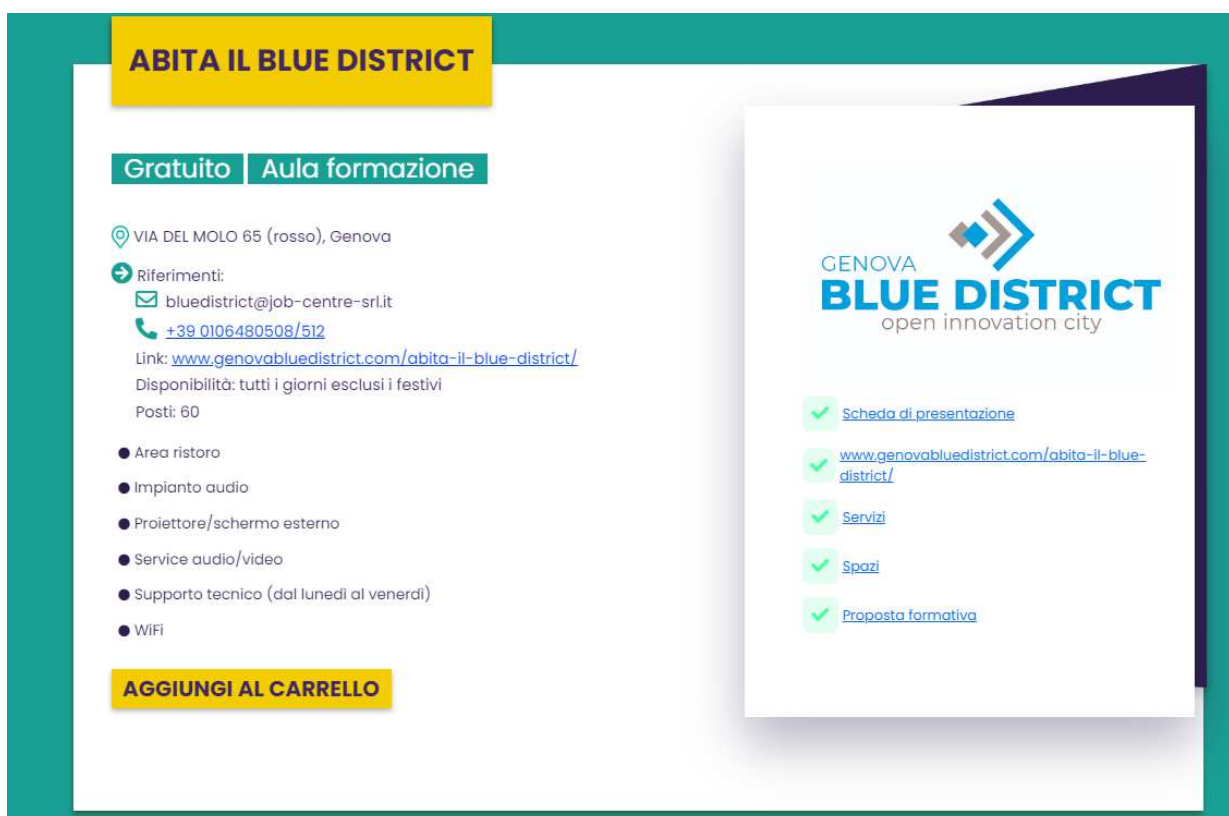 ABITA IL BLUE DISTRICT
Gratuito
Aula formazione
VIA DEL MOLO 65 (rosso), Genova
Riferimenti:
bluedistrict@job-centre-srl.it
+39 0106480508/512
Link: www.genovabluedistrict.com/abita-il-blue-district/
Disponibilità: tutti i giorni esclusi i festivi
Posti: 60
Area ristoro
Impianto audio
Proiettore/schermo esterno
Service audio/video
Supporto tecnico (dal lunedì al venerdì)
WiFi
AGGIUNGI AL CARRELLO
GENOVA
BLUE DISTRICT
open innovation city
Scheda di presentazione
www.genovabluedistrict.com/abita-il-blue-
district/
Servizi
Spazi
Proposta formativa